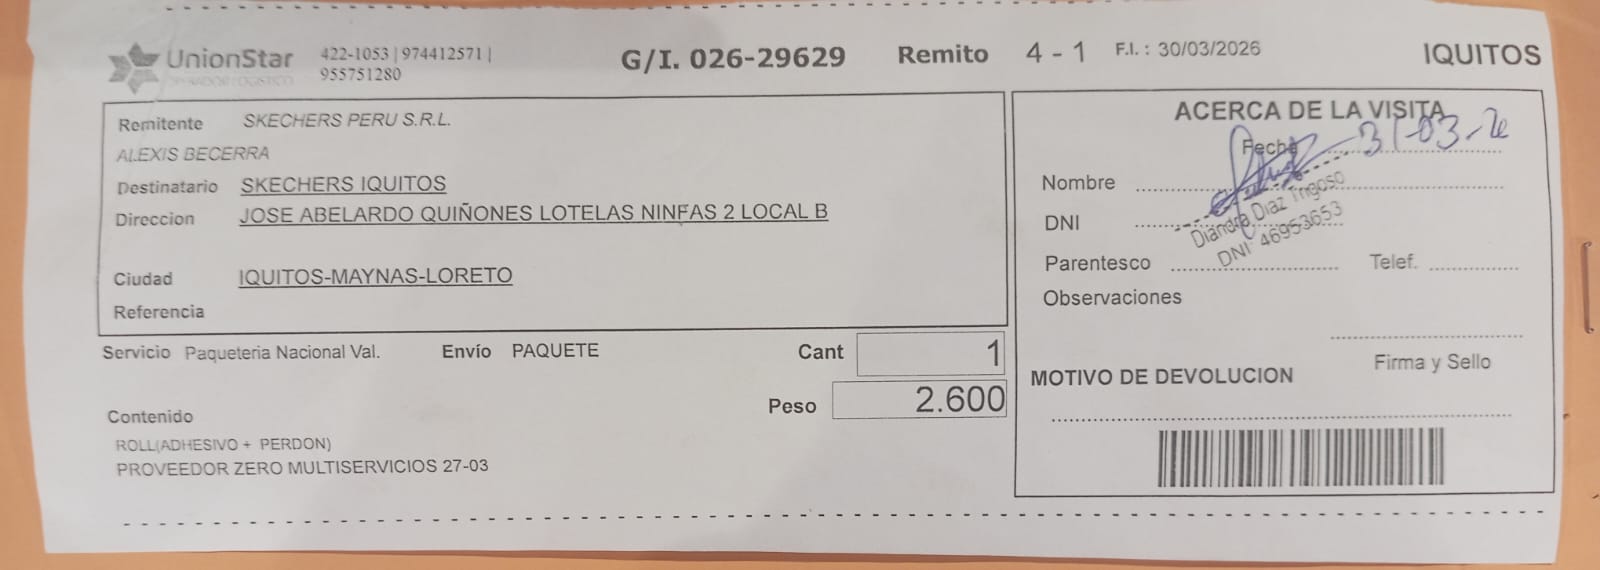 UnionStar
OPERADOR LOGISTICO
422-1053 | 974412571 |
955751280
G/I. 026-29629 Remito 4 - 1 F.I. : 30/03/2026 IQUITOS
Remitente SKECHERS PERU S.R.L.
ALEXIS BECERRA
Destinatario SKECHERS IQUITOS
Direccion JOSE ABELARDO QUIÑONES LOTELAS NINFAS 2 LOCAL B
Ciudad IQUITOS-MAYNAS-LORETO
Referencia
Servicio Paqueteria Nacional Val. Envío PAQUETE Cant 1
Peso 2.600
Contenido
ROLL(ADHESIVO + PERDON)
PROVEEDOR ZERO MULTISERVICIOS 27-03
ACERCA DE LA VISITA
Fecha 31-03-26
Nombre
DNI
Diandra Diaz Trigoso
DNI: 46953653
Parentesco Telef.
Observaciones
Firma y Sello
MOTIVO DE DEVOLUCION